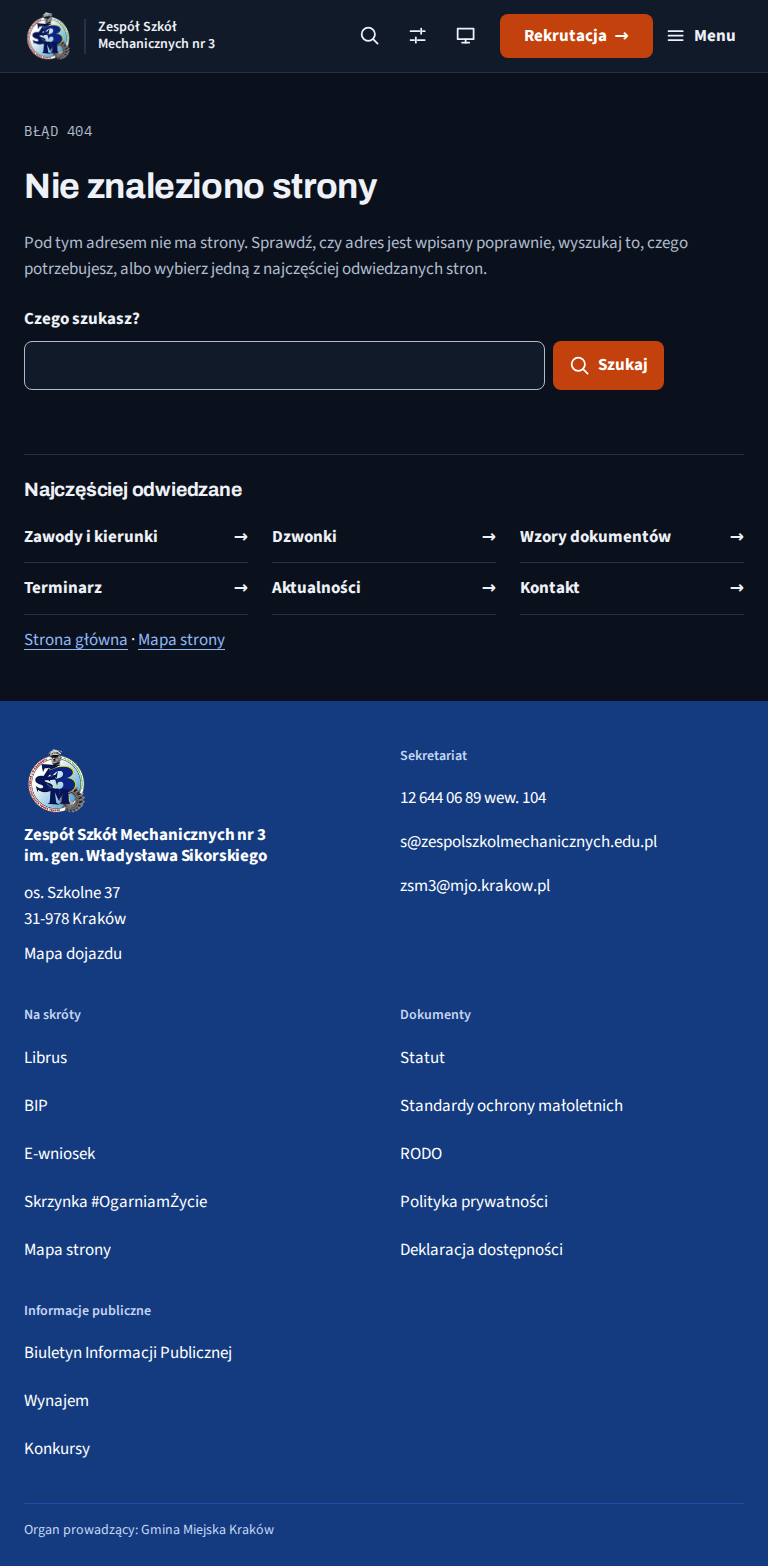 Zespół Szkół
Mechanicznych nr 3
Rekrutacja →
Menu
BŁĄD 404
Nie znaleziono strony
Pod tym adresem nie ma strony. Sprawdź, czy adres jest wpisany poprawnie, wyszukaj to, czego
potrzebujesz, albo wybierz jedną z najczęściej odwiedzanych stron.
Czego szukasz?
Szukaj
Najczęściej odwiedzane
Zawody i kierunki →
Dzwonki →
Wzory dokumentów →
Terminarz →
Aktualności →
Kontakt →
Strona główna · Mapa strony
Zespół Szkół Mechanicznych nr 3
im. gen. Władysława Sikorskiego
os. Szkolne 37
31-978 Kraków
Mapa dojazdu
Sekretariat
12 644 06 89 wew. 104
s@zespolszkolmechanicznych.edu.pl
zsm3@mjo.krakow.pl
Na skróty
Librus
BIP
E-wniosek
Skrzynka #OgarniamŻycie
Mapa strony
Dokumenty
Statut
Standardy ochrony małoletnich
RODO
Polityka prywatności
Deklaracja dostępności
Informacje publiczne
Biuletyn Informacji Publicznej
Wynajem
Konkursy
Organ prowadzący: Gmina Miejska Kraków